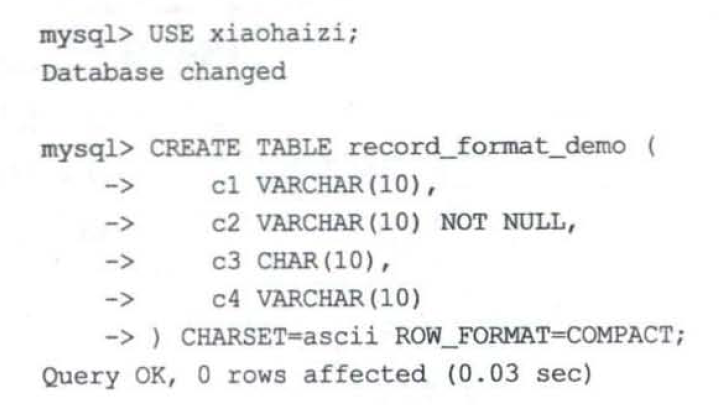 mysql> USE xiaohaizi;
Database changed
mysql> CREATE TABLE record_format_demo (
    ->     c1 VARCHAR(10),
    ->     c2 VARCHAR(10) NOT NULL,
    ->     c3 CHAR(10),
    ->     c4 VARCHAR(10)
    -> ) CHARSET=ascii ROW_FORMAT=COMPACT;
Query OK, 0 rows affected (0.03 sec)